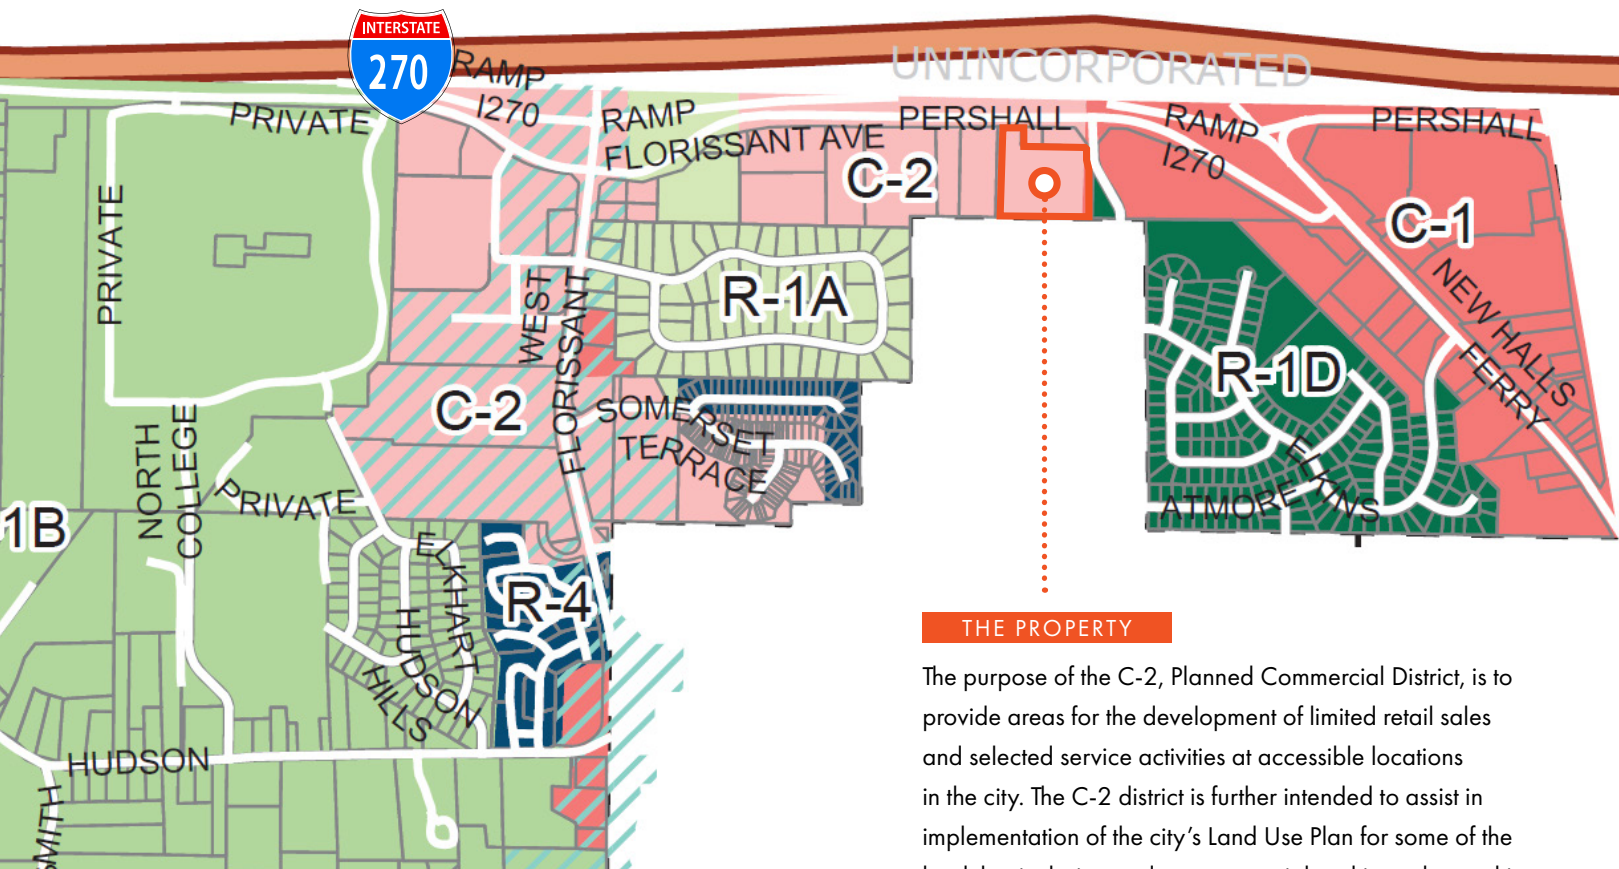 INTERSTATE
270
UNINCORPORATED
RAMP
I270
PRIVATE
RAMP
FLORISSANT AVE
PERSHALL
RAMP
I270
PERSHALL
C-2
C-1
PRIVATE
R-1A
WEST
FLORISSANT
NEW HALLS
FERRY
R-1D
C-2
SOMERSET
TERRACE
NORTH
COLLEGE
PRIVATE
ELKINS
ATMORE
1B
ELKHART
R-4
HUDSON
HILLS
HUDSON
SMITH
THE PROPERTY
The purpose of the C-2, Planned Commercial District, is to
provide areas for the development of limited retail sales
and selected service activities at accessible locations
in the city. The C-2 district is further intended to assist in
implementation of the city’s Land Use Plan for some of the